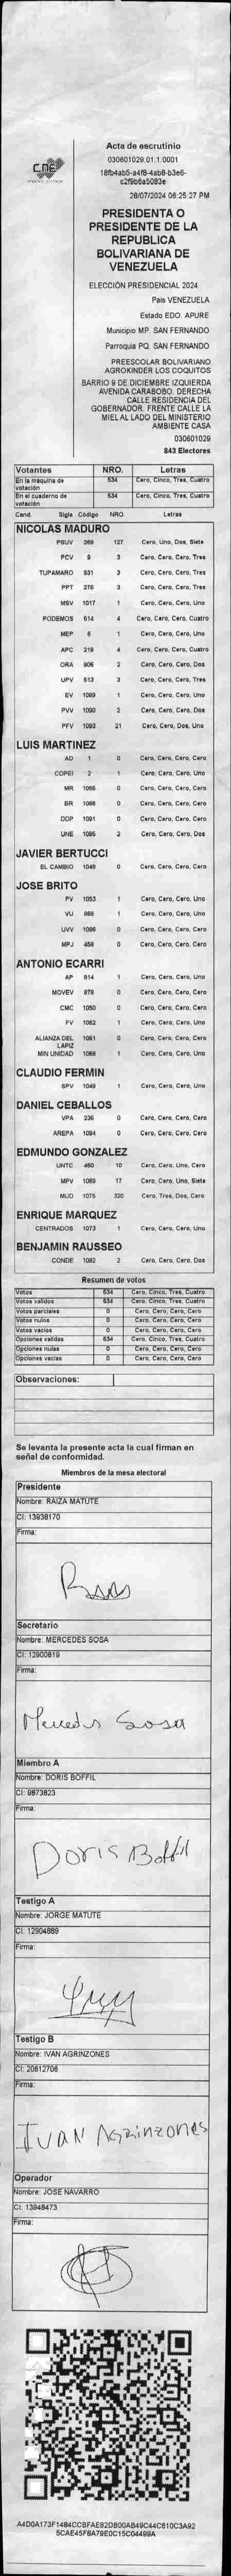 Acta de escrutinio
030601029.01.1.0001
CNE
28/07/2024 06:25:27 PM
PRESIDENTA O
PRESIDENTE DE LA
REPUBLICA
BOLIVARIANA DE
VENEZUELA
ELECCIÓN PRESIDENCIAL 2024
Pais VENEZUELA
Estado EDO. APURE
Municipio MP. SAN FERNANDO
Parroquia PQ. SAN FERNANDO
PREESCOLAR BOLIVARIANO
AGROKINDER LOS COQUITOS
BARRIO 9 DE DICIEMBRE IZQUIERDA
AVENIDA CARABOBO. DERECHA
CALLE RESIDENCIA DEL
GOBERNADOR. FRENTE CALLE LA
MIEL AL LADO DEL MINISTERIO
AMBIENTE CASA
030601029
843 Electores
Votantes NRO. Letras
En la máquina de votación 534 Cero, Cinco, Tres, Cuatro
En el cuaderno de votación 534 Cero, Cinco, Tres, Cuatro
Cand. Sigla Código NRO. Letras
NICOLAS MADURO
PSUV 269 127 Cero, Uno, Dos, Siete
PCV 9 3 Cero, Cero, Cero, Tres
TUPAMARO 931 3 Cero, Cero, Cero, Tres
PPT 276 3 Cero, Cero, Cero, Tres
MSV 1017 1 Cero, Cero, Cero, Uno
PODEMOS 514 4 Cero, Cero, Cero, Cuatro
MEP 6 1 Cero, Cero, Cero, Uno
APC 219 4 Cero, Cero, Cero, Cuatro
ORA 906 2 Cero, Cero, Cero, Dos
UPV 613 3 Cero, Cero, Cero, Tres
EV 1089 1 Cero, Cero, Cero, Uno
PVV 1090 2 Cero, Cero, Cero, Dos
PFV 1093 21 Cero, Cero, Dos, Uno
LUIS MARTINEZ
AD 1 0 Cero, Cero, Cero, Cero
COPEI 2 1 Cero, Cero, Cero, Uno
MR 1065 0 Cero, Cero, Cero, Cero
BR 1066 0 Cero, Cero, Cero, Cero
DDP 1091 0 Cero, Cero, Cero, Cero
UNE 1095 2 Cero, Cero, Cero, Dos
JAVIER BERTUCCI
EL CAMBIO 1048 0 Cero, Cero, Cero, Cero
JOSE BRITO
PV 1053 1 Cero, Cero, Cero, Uno
VU 968 1 Cero, Cero, Cero, Uno
UVV 1096 0 Cero, Cero, Cero, Cero
MPJ 458 0 Cero, Cero, Cero, Cero
ANTONIO ECARRI
AP 914 1 Cero, Cero, Cero, Uno
MOVEV 879 0 Cero, Cero, Cero, Cero
CMC 1050 0 Cero, Cero, Cero, Cero
FV 1062 1 Cero, Cero, Cero, Uno
ALIANZA DEL LAPIZ 1051 0 Cero, Cero, Cero, Cero
MIN UNIDAD 1068 1 Cero, Cero, Cero, Uno
CLAUDIO FERMIN
SPV 1049 1 Cero, Cero, Cero, Uno
DANIEL CEBALLOS
VPA 236 0 Cero, Cero, Cero, Cero
AREPA 1094 0 Cero, Cero, Cero, Cero
EDMUNDO GONZALEZ
UNTC 460 10 Cero, Cero, Uno, Cero
MPV 1069 17 Cero, Cero, Uno, Siete
MUD 1075 320 Cero, Tres, Dos, Cero
ENRIQUE MARQUEZ
CENTRADOS 1073 1 Cero, Cero, Cero, Uno
BENJAMIN RAUSSEO
CONDE 1092 2 Cero, Cero, Cero, Dos
Resumen de votos
Votos 534 Cero, Cinco, Tres, Cuatro
Votos validos 534 Cero, Cinco, Tres, Cuatro
Votos parciales 0 Cero, Cero, Cero, Cero
Votos nulos 0 Cero, Cero, Cero, Cero
Votos vacios 0 Cero, Cero, Cero, Cero
Opciones validas 534 Cero, Cinco, Tres, Cuatro
Opciones nulas 0 Cero, Cero, Cero, Cero
Opciones vacias 0 Cero, Cero, Cero, Cero
Observaciones:
Se levanta la presente acta la cual firman en
señal de conformidad.
Miembros de la mesa electoral
Presidente
Nombre: RAIZA MATUTE
CI: 13938170
Firma:
Secretario
Nombre: MERCEDES SOSA
CI: 12900819
Firma:
Mercedes Sosa
Miembro A
Nombre: DORIS BOFFIL
CI: 9873623
Firma:
Doris Boffil
Testigo A
Nombre: JORGE MATUTE
CI: 12904869
Firma:
Testigo B
Nombre: IVAN AGRINZONES
CI: 20612706
Firma:
IVAN AGRINZONES
Operador
Nombre: JOSE NAVARRO
CI: 13948473
Firma: